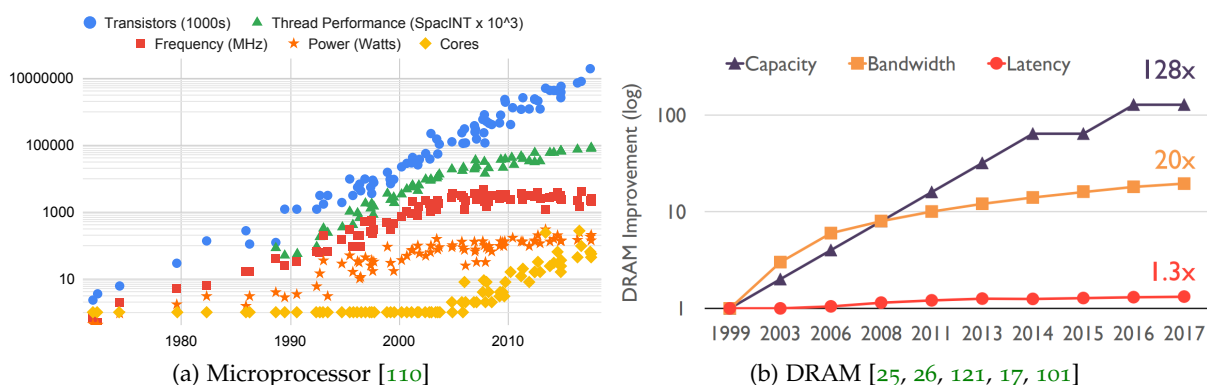 Transistors (1000s) Thread Performance (SpacINT x 10^3)
Frequency (MHz) Power (Watts) Cores
10000000
100000
1000
10
1980 1990 2000 2010
(a) Microprocessor [110]
Capacity Bandwidth Latency
128x
20x
1.3x
DRAM Improvement (log)
100
10
1
1999 2003 2006 2008 2011 2013 2014 2015 2016 2017
(b) DRAM [25, 26, 121, 17, 101]